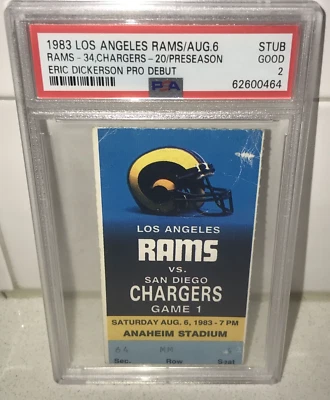 1983 LOS ANGELES RAMS/AUG.6 STUB
RAMS - 34,CHARGERS - 20/PRESEASON GOOD
ERIC DICKERSON PRO DEBUT 2
PSA 62600464
LOS ANGELES
RAMS
VS.
SAN DIEGO
CHARGERS
GAME 1
SATURDAY AUG. 6, 1983 - 7 PM
ANAHEIM STADIUM
Sec. Row Seat